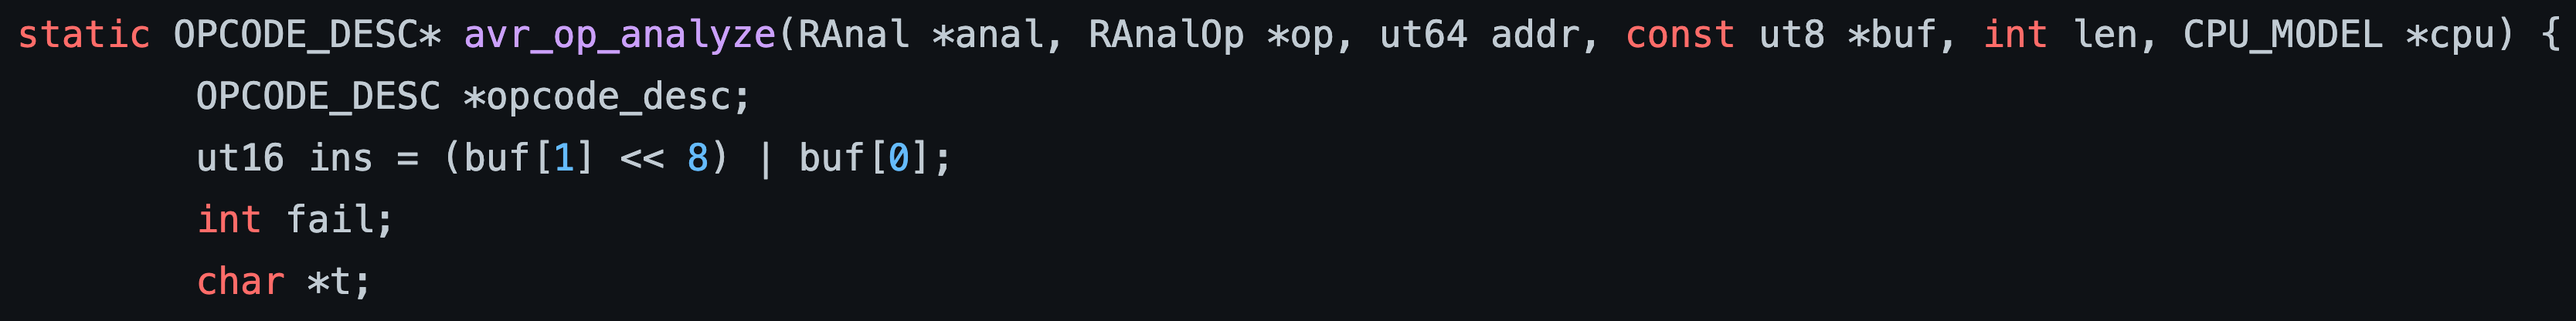 static OPCODE_DESC* avr_op_analyze(RAnal *anal, RAnalOp *op, ut64 addr, const ut8 *buf, int len, CPU_MODEL *cpu) {
        OPCODE_DESC *opcode_desc;
        ut16 ins = (buf[1] << 8) | buf[0];
        int fail;
        char *t;